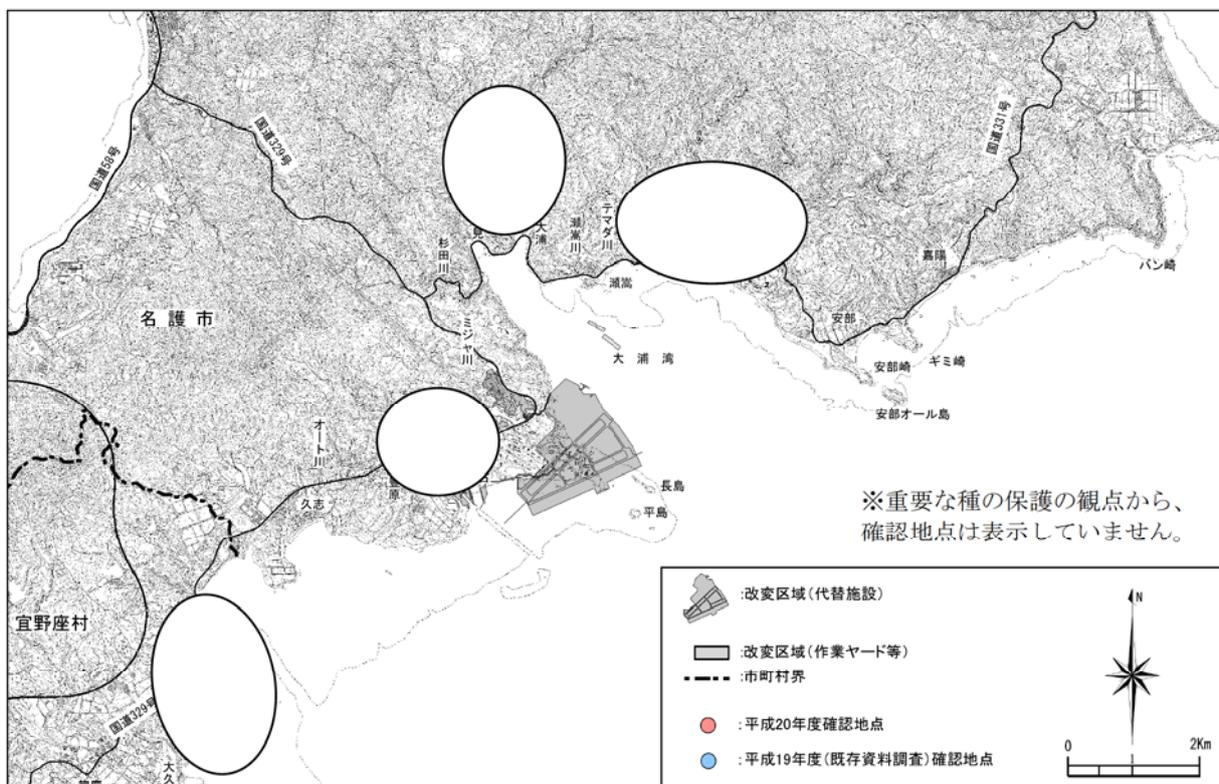 国道58号
国道329号
国道331号
杉田川
見
大浦
瀬嵩川
テマダ川
瀬嵩
嘉陽
バン崎
名護市
ミジャ川
大浦湾
安部
安部崎
ギミ崎
安部オール島
オート川
久志
原
長島
平島
※重要な種の保護の観点から、
確認地点は表示していません。
宜野座村
国道329号
大久
:改変区域(代替施設)
:改変区域(作業ヤード等)
:市町村界
:平成20年度確認地点
:平成19年度(既存資料調査)確認地点
N
0 2Km